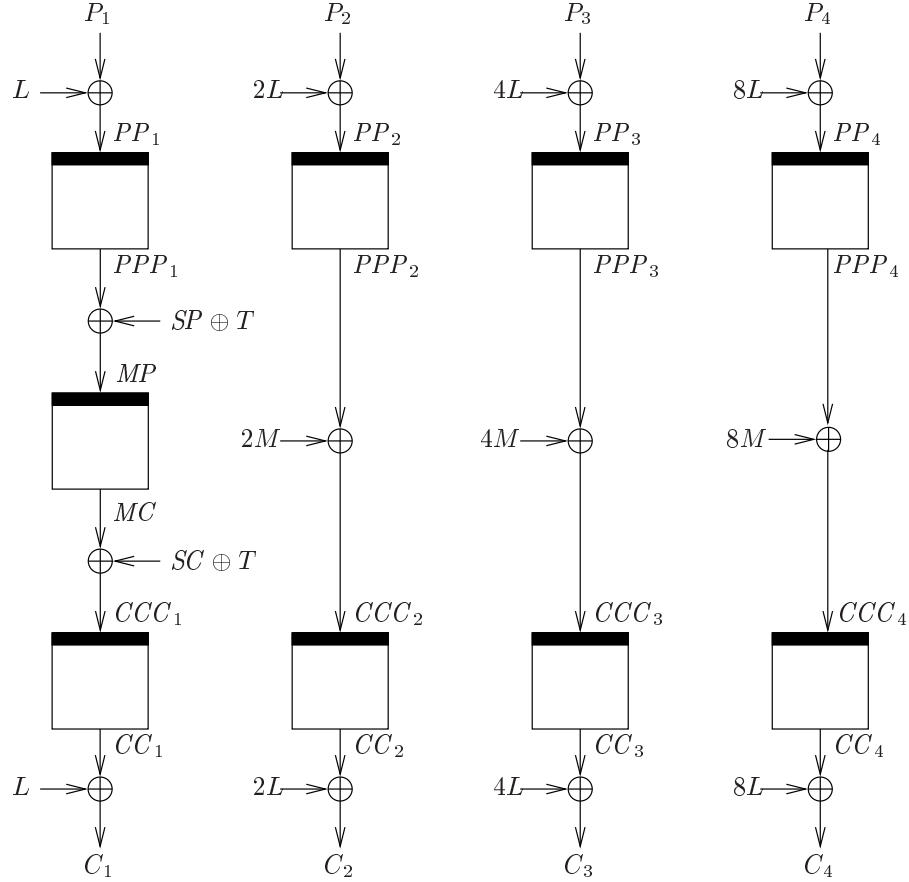 P₁ P₂ P₃ P₄
L 2L 4L 8L
PP₁ PP₂ PP₃ PP₄
PPP₁ PPP₂ PPP₃ PPP₄
SP ⊕ T
MP
2M 4M 8M
MC
SC ⊕ T
CCC₁ CCC₂ CCC₃ CCC₄
CC₁ CC₂ CC₃ CC₄
L 2L 4L 8L
C₁ C₂ C₃ C₄